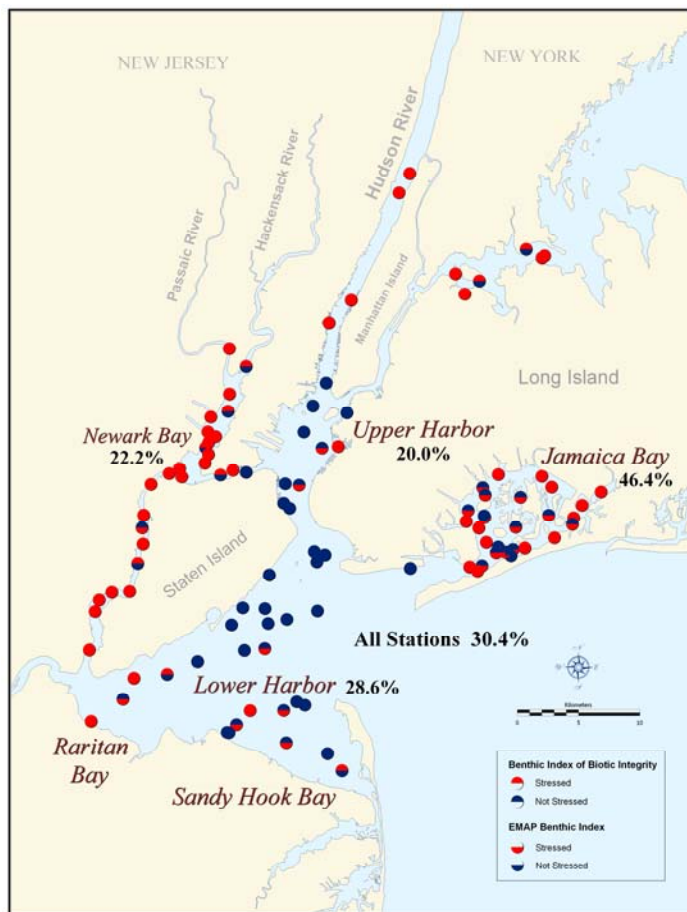 NEW JERSEY
NEW YORK
Hudson River
Hackensack River
Passaic River
Manhattan Island
Long Island
Newark Bay
22.2%
Upper Harbor
20.0%
Jamaica Bay
46.4%
Staten Island
All Stations 30.4%
Lower Harbor 28.6%
Raritan
Bay
Sandy Hook Bay
N
Kilometers
0 5 10
Benthic Index of Biotic Integrity
Stressed
Not Stressed
EMAP Benthic Index
Stressed
Not Stressed